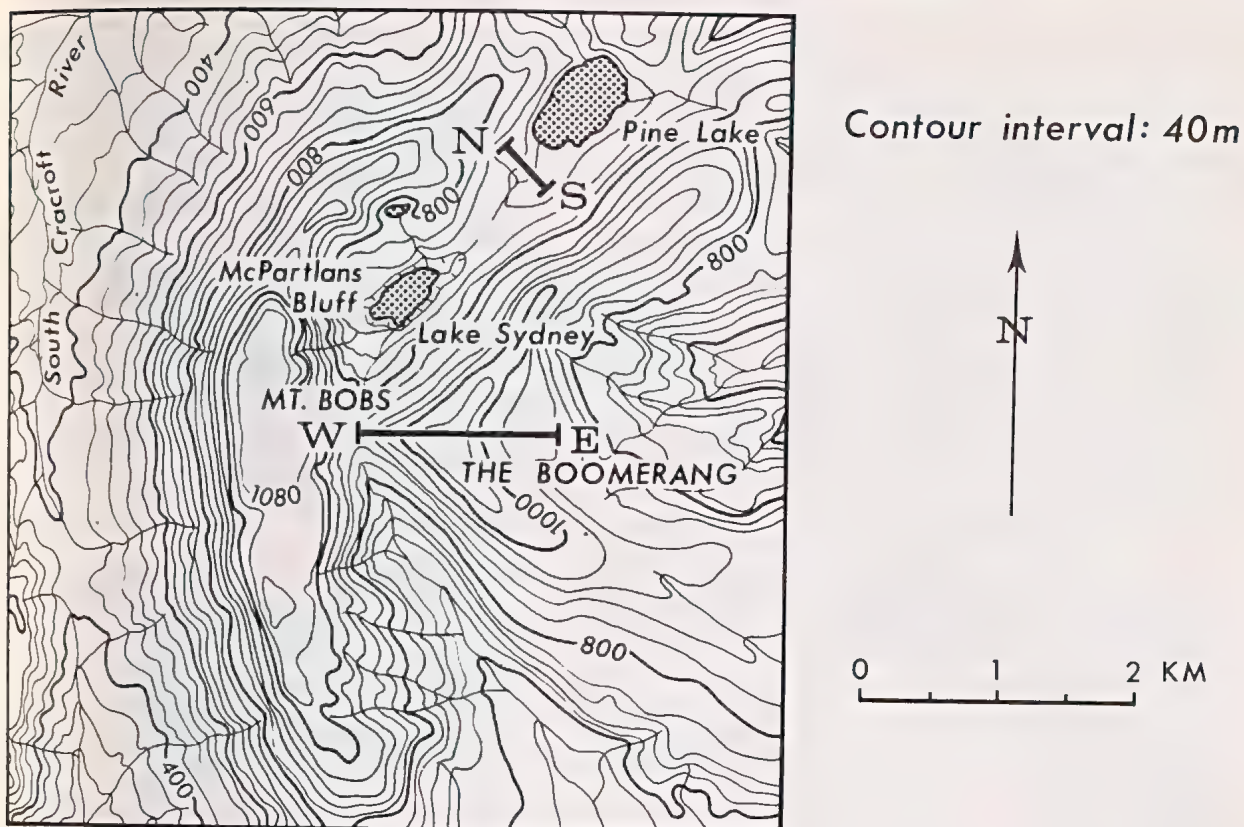 River
400
600
Contour interval: 40m
Pine Lake
N
S
800
800
Cracroft
800
McPartlans
Bluff
N
South
Lake Sydney
MT. BOBS
W
E
THE BOOMERANG
1080
1000
800
0 1 2 KM
400